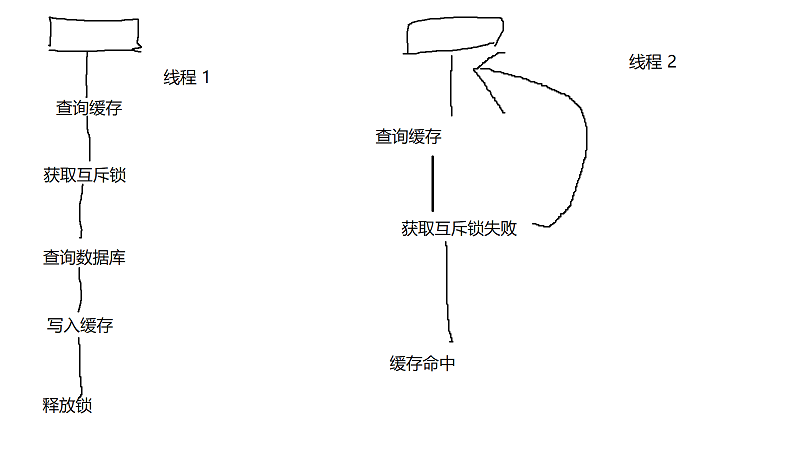 线程 1
查询缓存
获取互斥锁
查询数据库
写入缓存
释放锁
线程 2
查询缓存
获取互斥锁失败
缓存命中